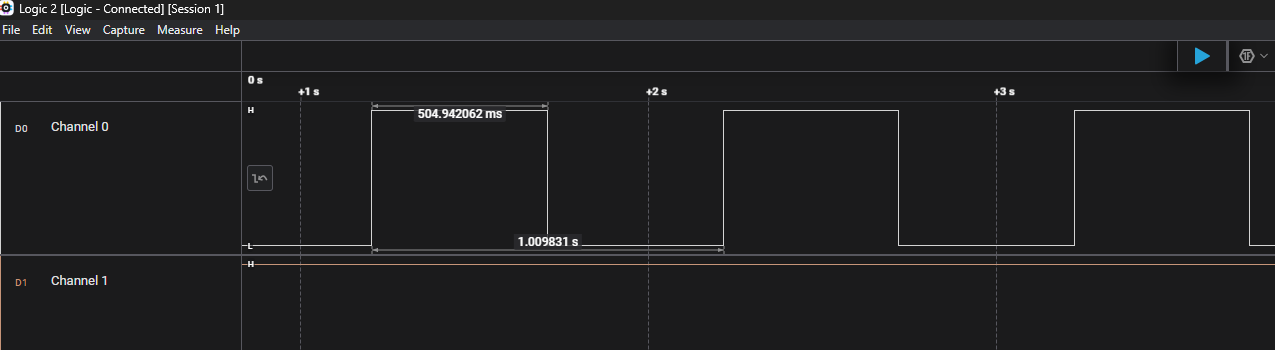 Logic 2 [Logic - Connected] [Session 1]
File Edit View Capture Measure Help
0 s
+1 s +2 s +3 s
D0 Channel 0
H
504.942062 ms
L
1.009831 s
D1 Channel 1
H